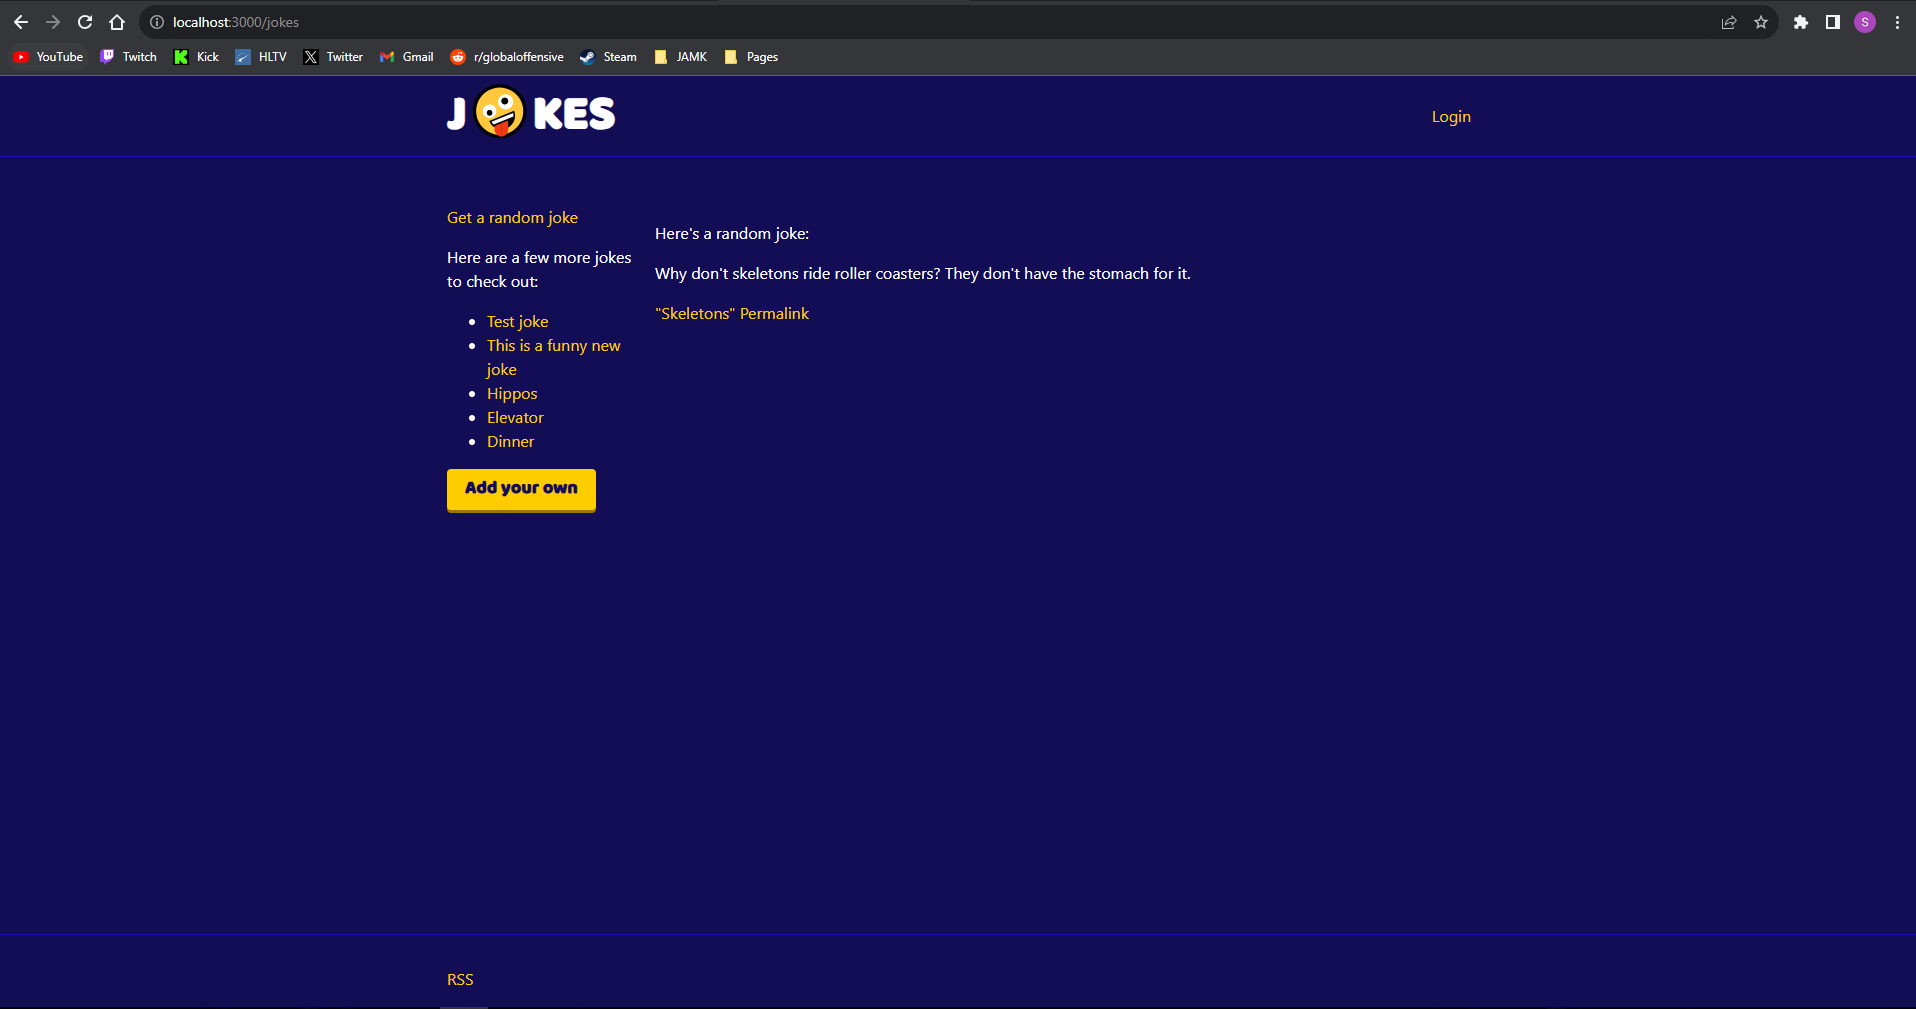 localhost:3000/jokes
S
YouTube Twitch Kick HLTV Twitter Gmail r/globaloffensive Steam JAMK Pages
J KES
Login
Get a random joke
Here are a few more jokes
to check out:
Test joke
This is a funny new
joke
Hippos
Elevator
Dinner
Add your own
Here's a random joke:
Why don't skeletons ride roller coasters? They don't have the stomach for it.
"Skeletons" Permalink
RSS